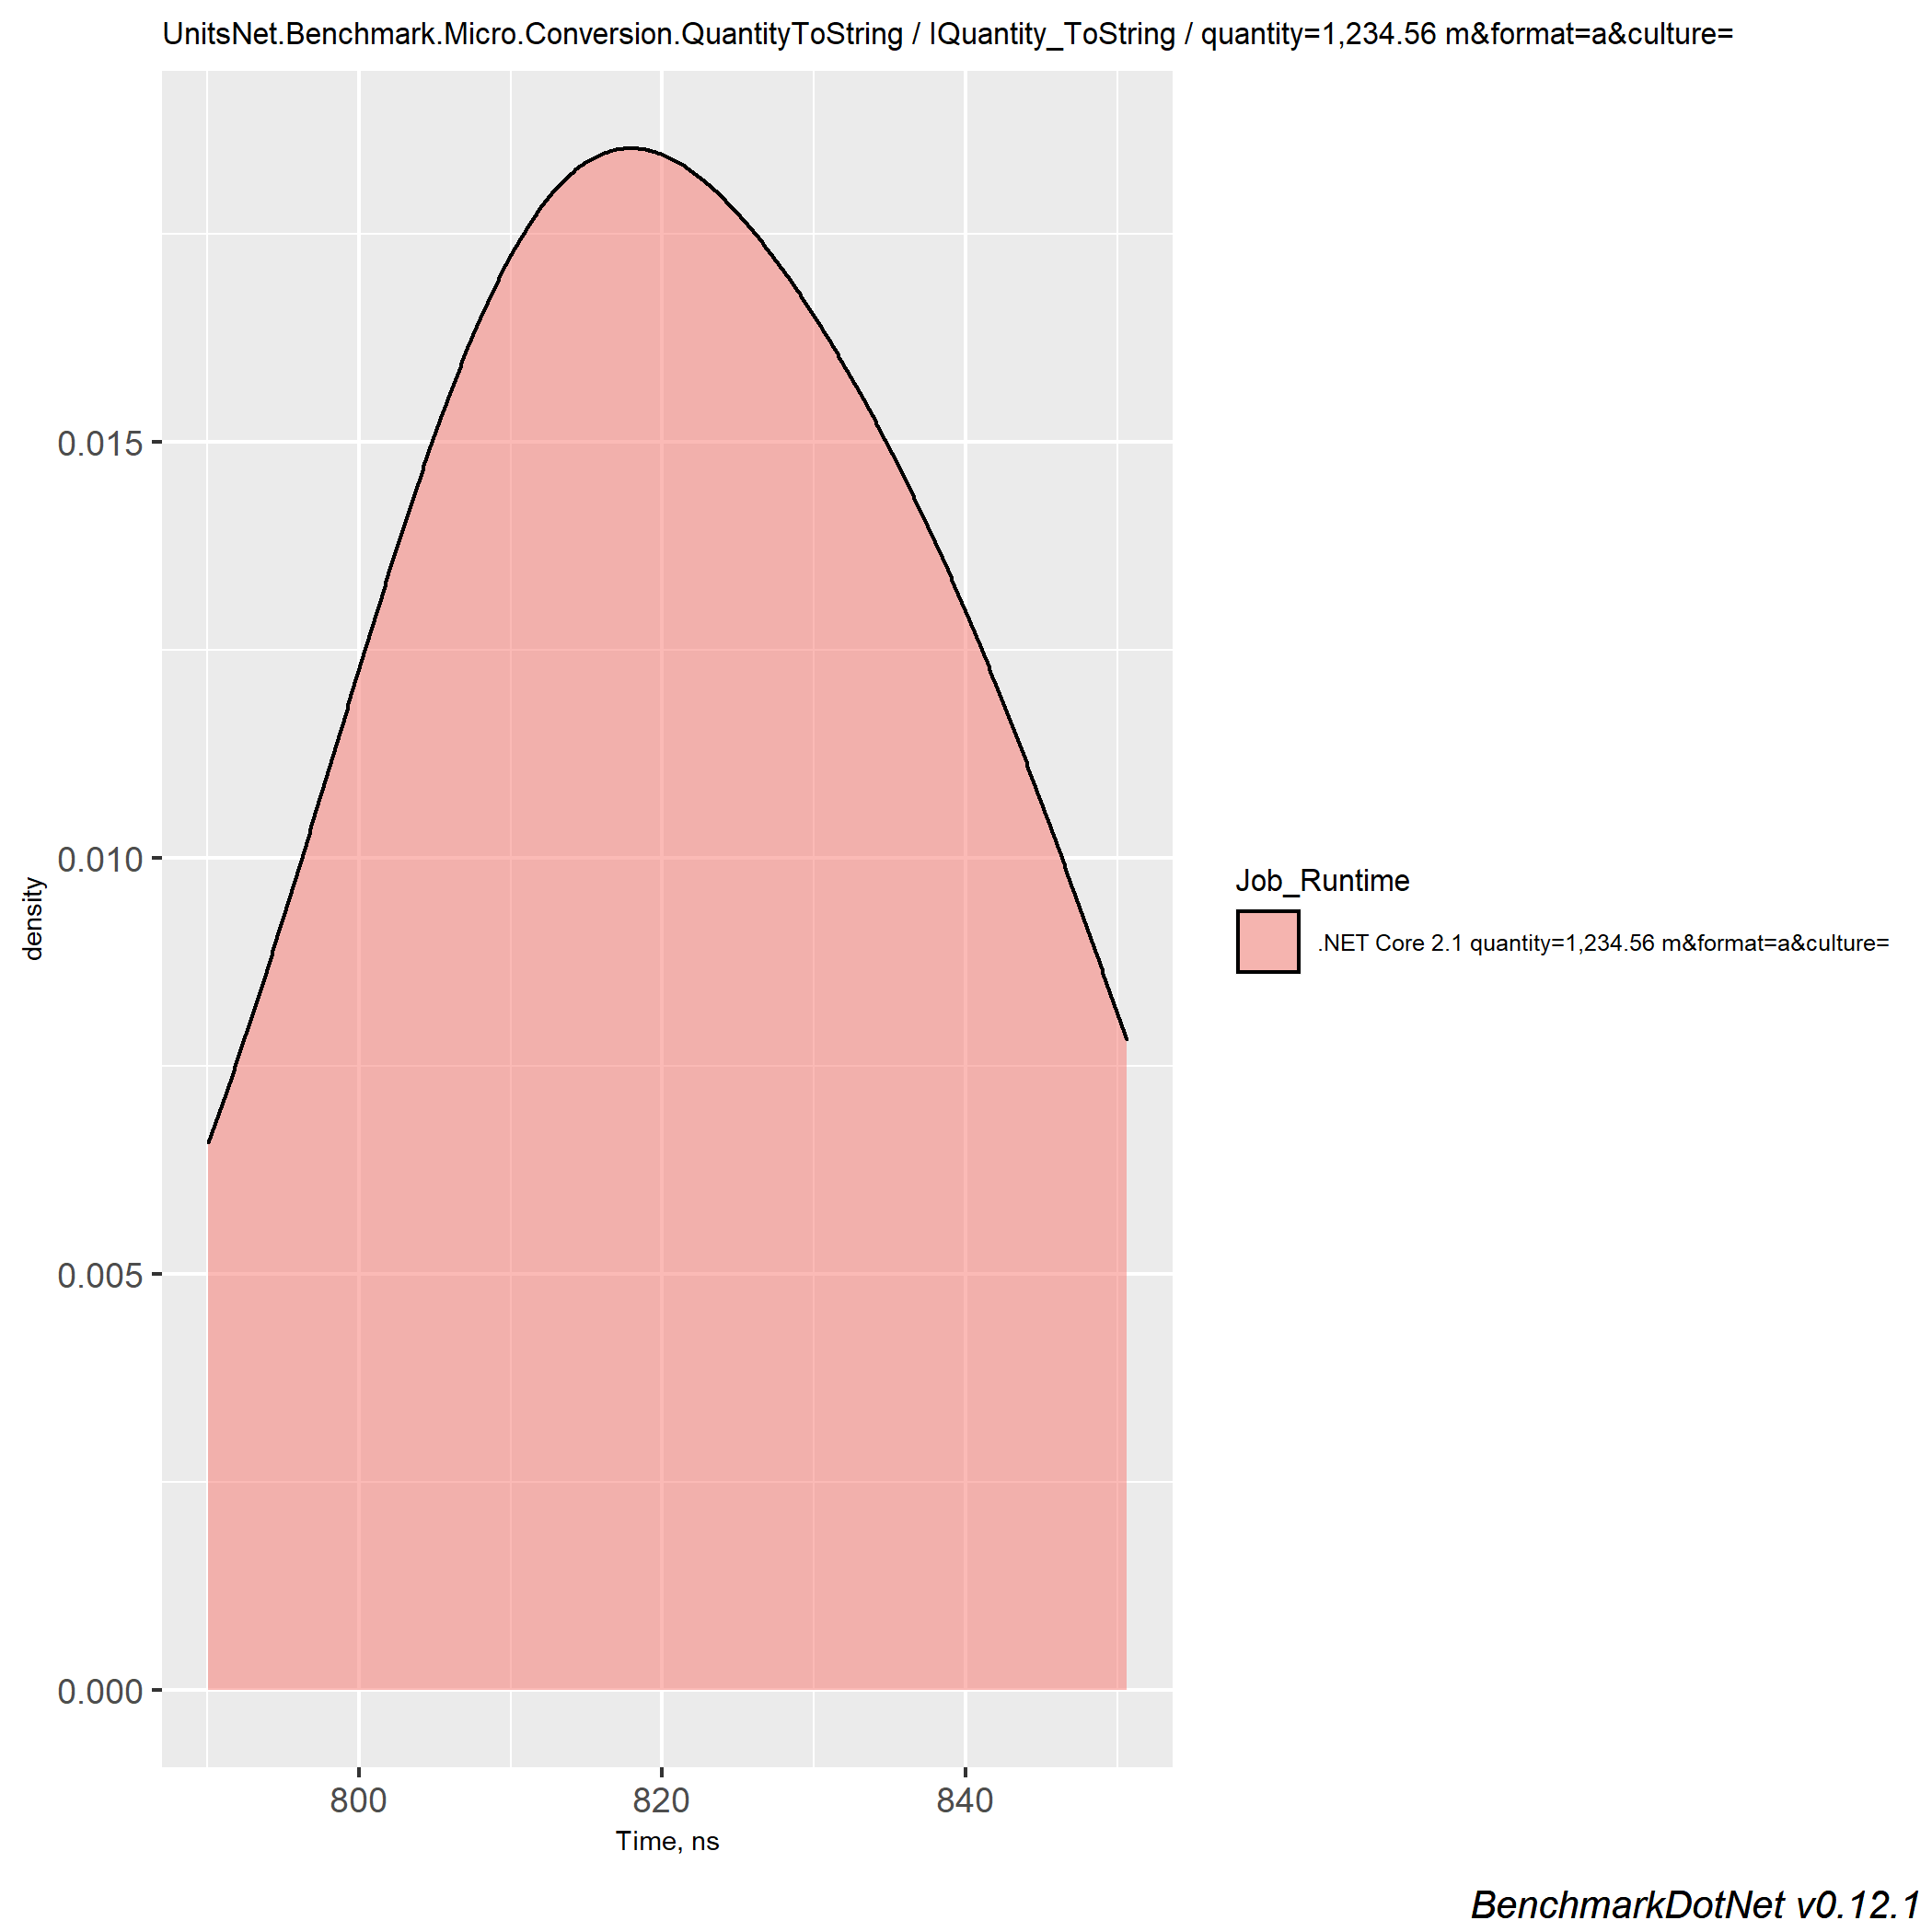 UnitsNet.Benchmark.Micro.Conversion.QuantityToString / IQuantity_ToString / quantity=1,234.56 m&format=a&culture=
0.015
0.010
0.005
0.000
density
800 820 840
Time, ns
Job_Runtime
.NET Core 2.1 quantity=1,234.56 m&format=a&culture=
BenchmarkDotNet v0.12.1